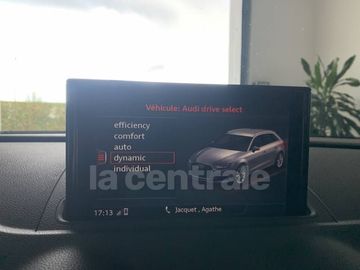 Véhicule: Audi drive select
efficiency
comfort
auto
dynamic
individual
la centrale
17:13
Jacquet , Agathe